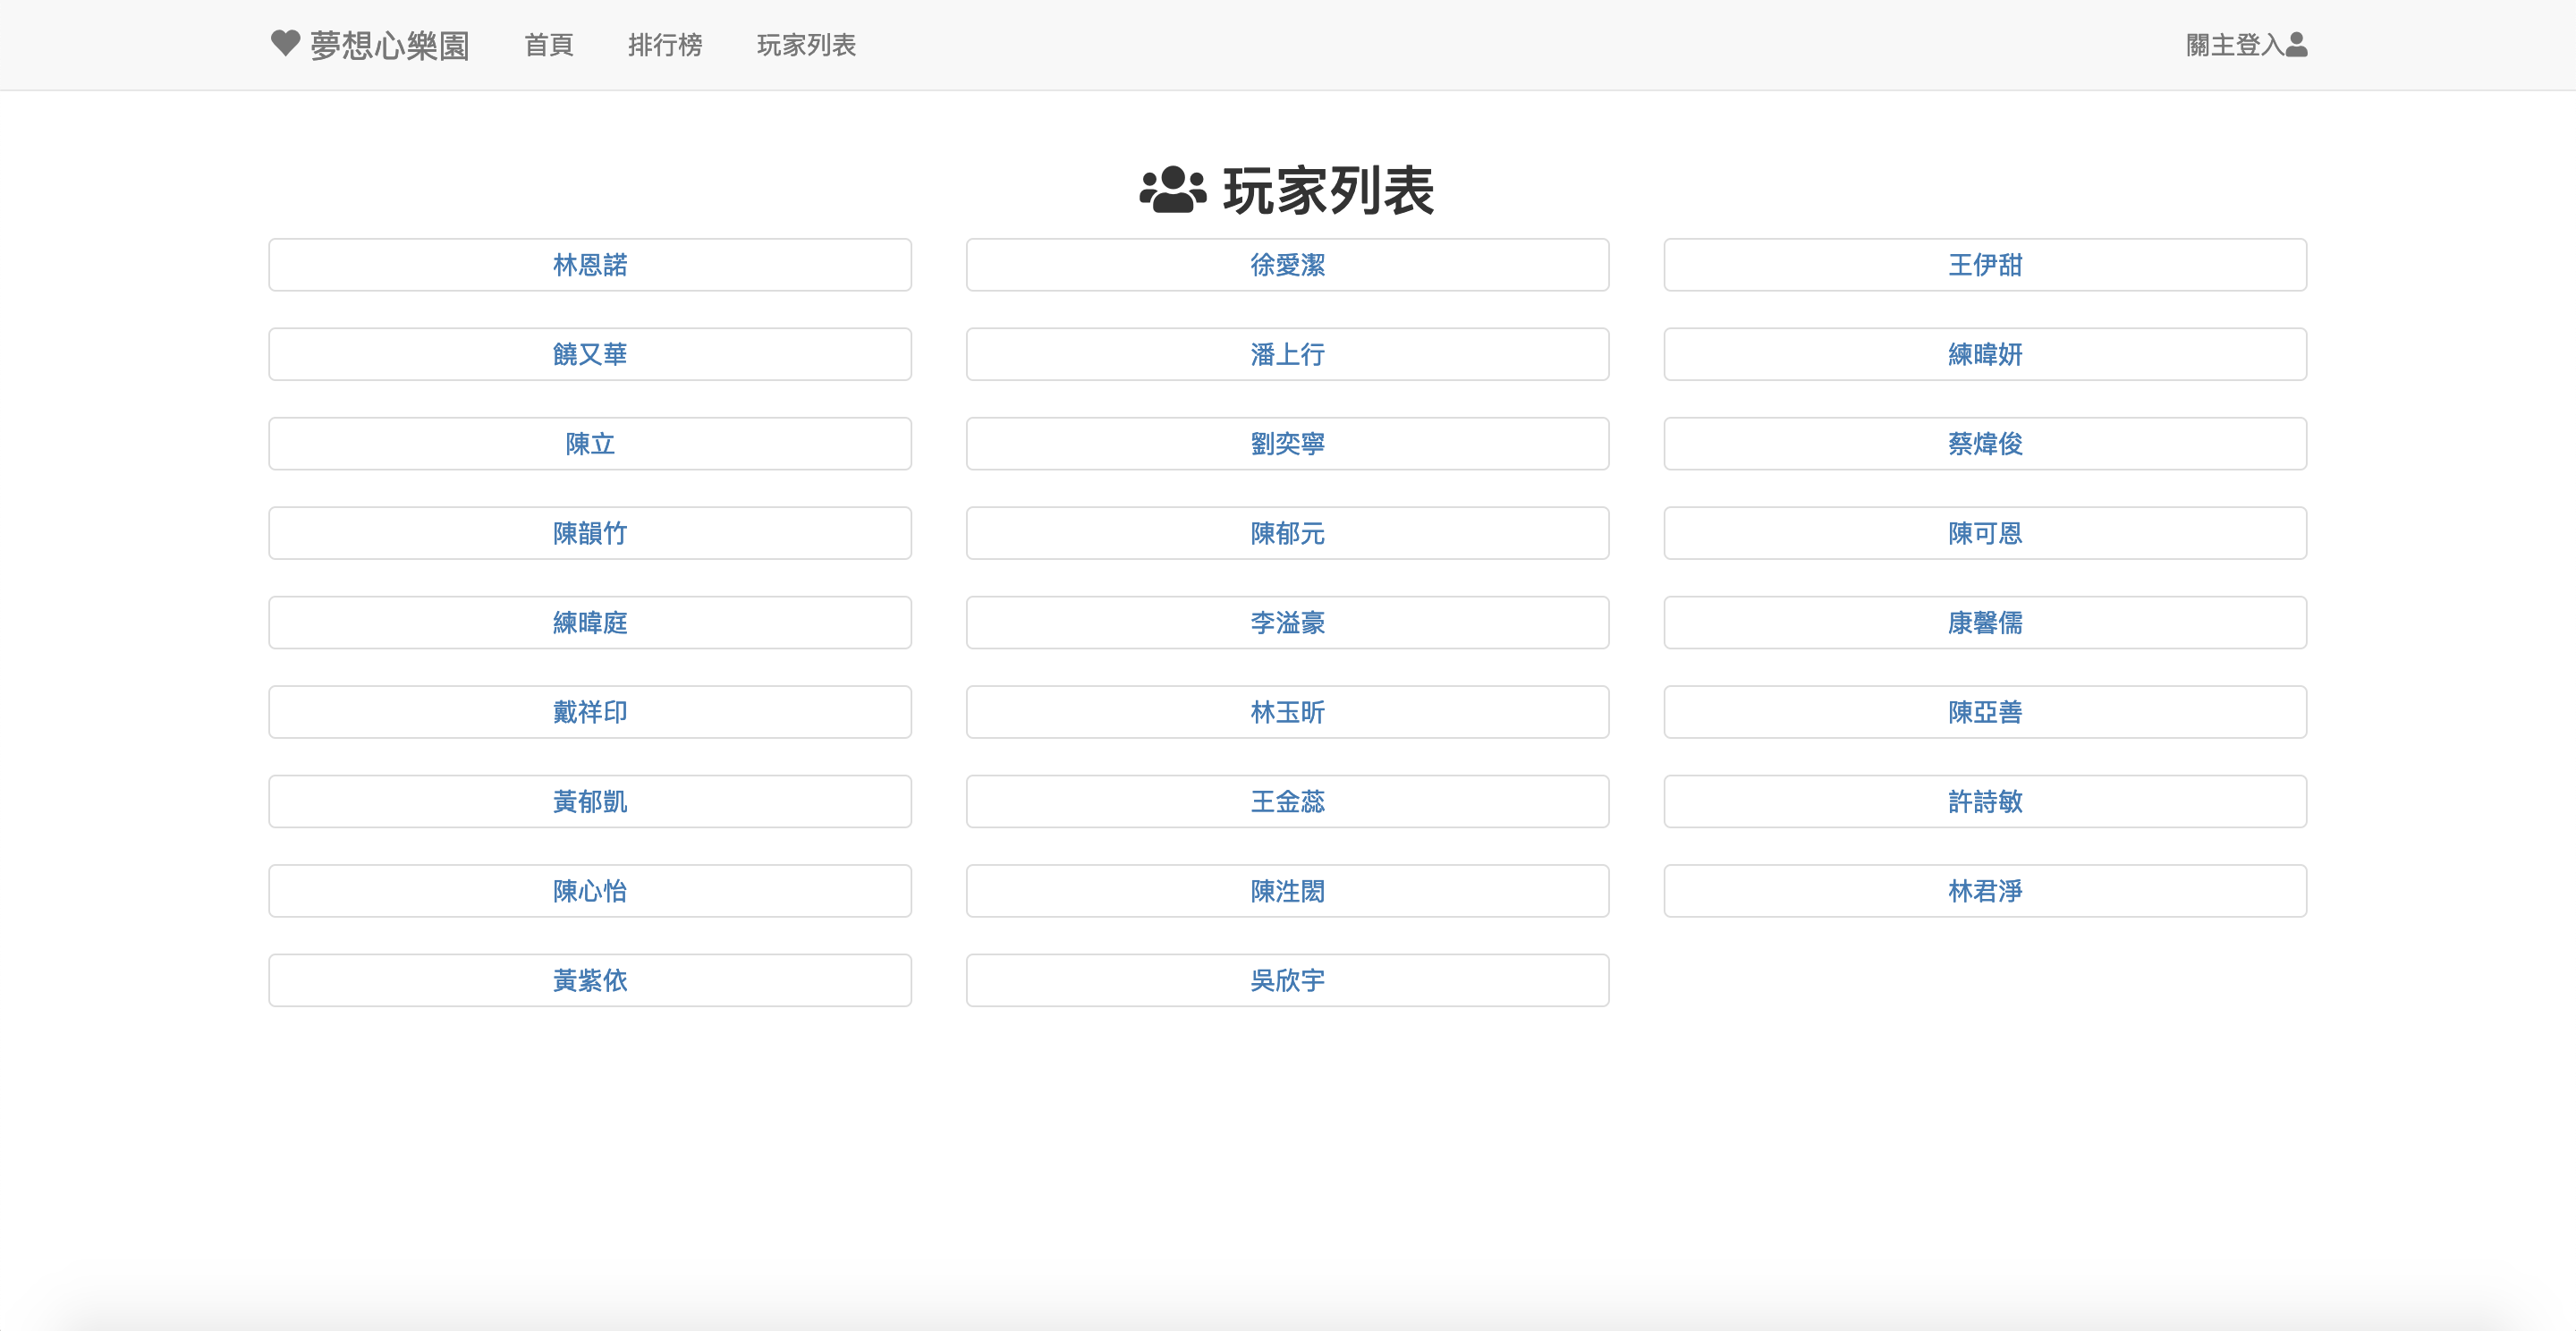 夢想心樂園 首頁 排行榜 玩家列表 關主登入
玩家列表
林恩諾 徐愛潔 王伊甜
饒又華 潘上行 練暐妍
陳立 劉奕寧 蔡煒俊
陳韻竹 陳郁元 陳可恩
練暐庭 李溢豪 康馨儒
戴祥印 林玉昕 陳亞善
黃郁凱 王金蕊 許詩敏
陳心怡 陳泩閎 林君淨
黃紫依 吳欣宇